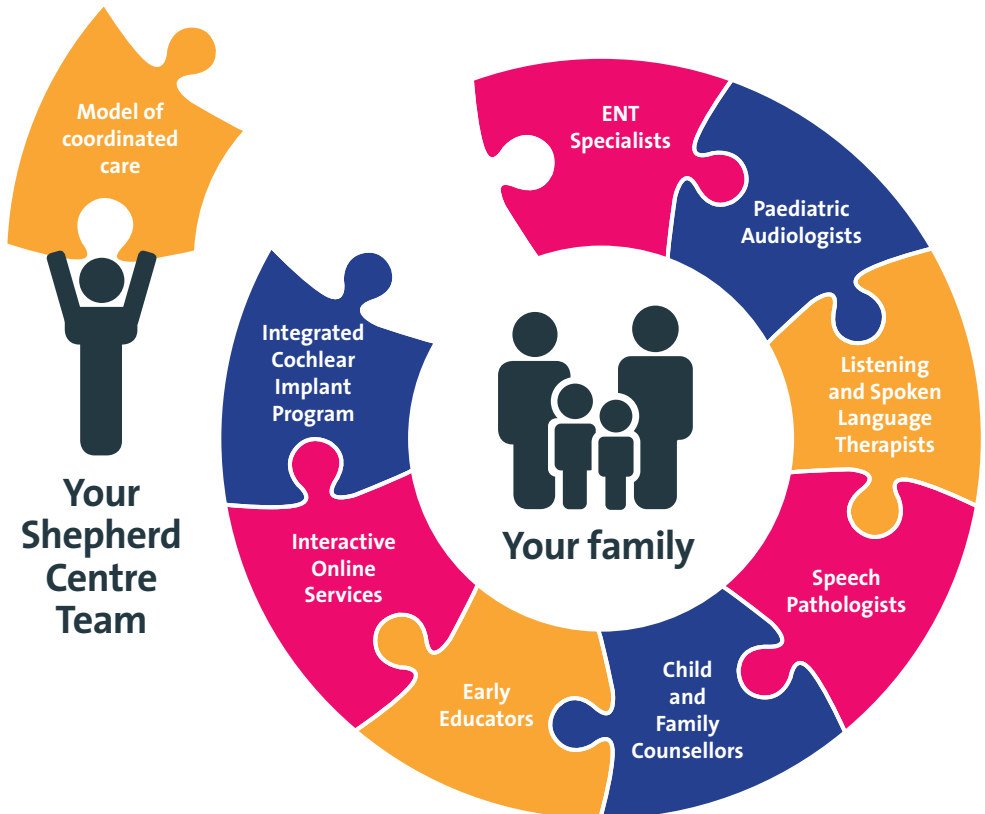 Model of
coordinated
care
Your
Shepherd
Centre
Team
ENT
Specialists
Paediatric
Audiologists
Listening
and Spoken
Language
Therapists
Speech
Pathologists
Child
and
Family
Counsellors
Early
Educators
Interactive
Online
Services
Integrated
Cochlear
Implant
Program
Your family